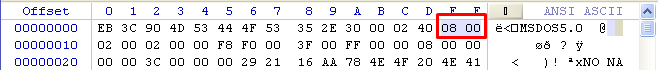 Offset 0 1 2 3 4 5 6 7 8 9 A B C D E F ANSI ASCII
00000000 EB 3C 90 4D 53 44 4F 53 35 2E 30 00 02 40 08 00 ë<□MSDOS5.0 @
00000010 02 00 02 00 00 F8 F0 00 3F 00 FF 00 00 08 00 00 øð ? ÿ
00000020 00 00 3C 00 00 00 29 21 16 AA 78 4E 4F 20 4E 41 < )! ªxNO NA